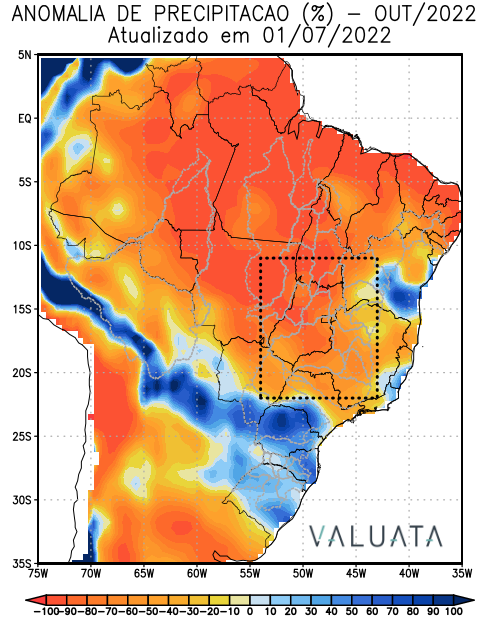 ANOMALIA DE PRECIPITACAO (%) – OUT/2022
Atualizado em 01/07/2022
5N
EQ
5S
10S
15S
20S
25S
30S
35S
75W 70W 65W 60W 55W 50W 45W 40W 35W
VALUATA
-100 -90 -80 -70 -60 -50 -40 -30 -20 -10 0 10 20 30 40 50 60 70 80 90 100